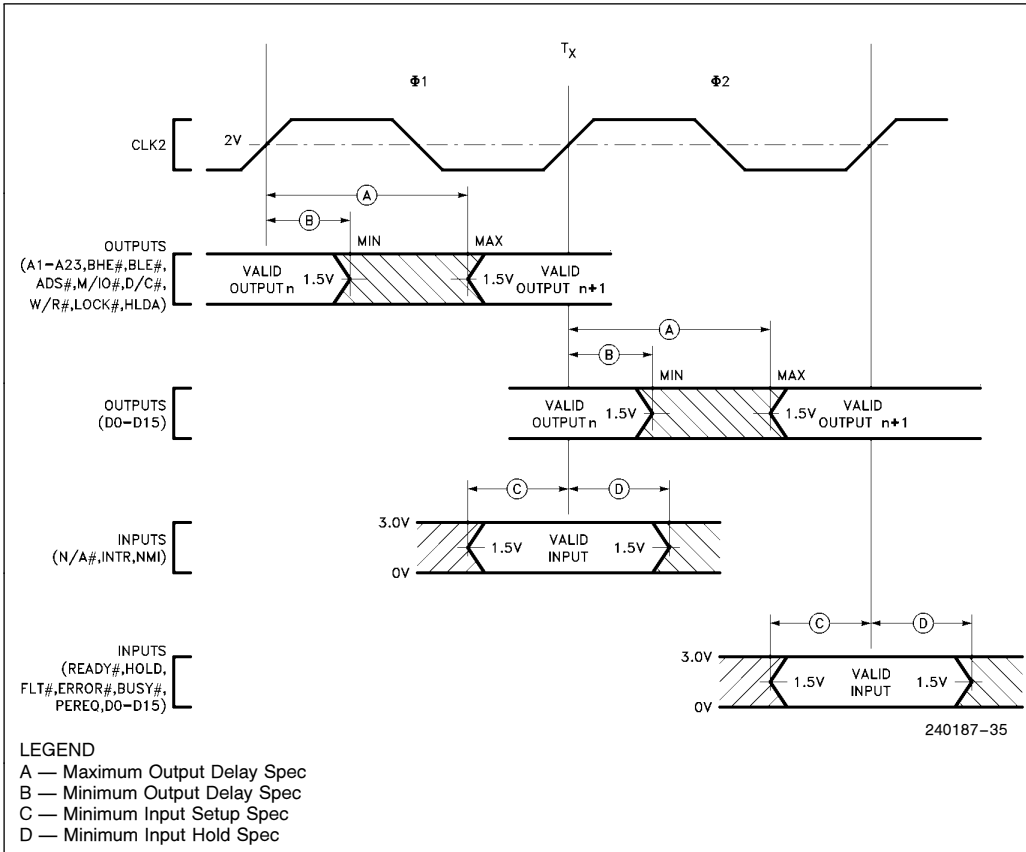 Tx
Φ1
Φ2
CLK2
2V
A
B
MIN
MAX
OUTPUTS
(A1–A23,BHE#,BLE#,
ADS#,M/IO#,D/C#,
W/R#,LOCK#,HLDA)
VALID
OUTPUT n
1.5V
1.5V
VALID
OUTPUT n+1
A
B
MIN
MAX
OUTPUTS
(D0–D15)
VALID
OUTPUT n
1.5V
1.5V
VALID
OUTPUT n+1
C
D
INPUTS
(N/A#,INTR,NMI)
3.0V
0V
1.5V
VALID
INPUT
1.5V
C
D
INPUTS
(READY#,HOLD,
FLT#,ERROR#,BUSY#,
PEREQ,D0–D15)
3.0V
0V
1.5V
VALID
INPUT
1.5V
240187–35
LEGEND
A — Maximum Output Delay Spec
B — Minimum Output Delay Spec
C — Minimum Input Setup Spec
D — Minimum Input Hold Spec